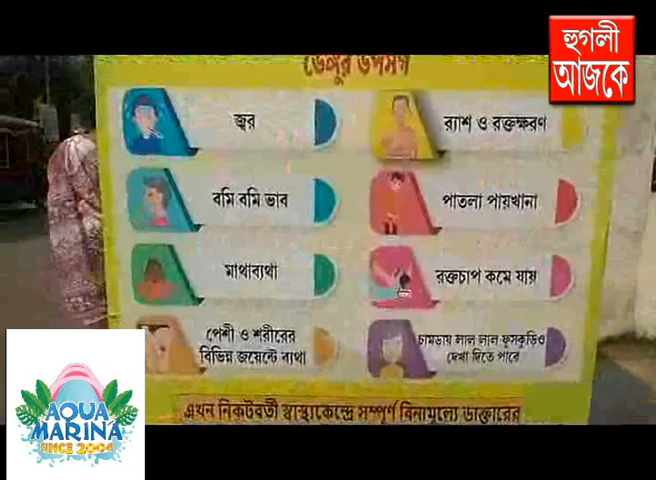 হুগলী
আজকে
ডেঙ্গুর উপসর্গ
জ্বর
র‍্যাশ ও রক্তক্ষরণ
বমি বমি ভাব
পাতলা পায়খানা
মাথাব্যথা
রক্তচাপ কমে যায়
পেশী ও শরীরের
বিভিন্ন জয়েন্টে ব্যথা
চামড়ায় লাল লাল ফুসকুড়িও
দেখা দিতে পারে
এখন নিকটবর্তী স্বাস্থ্যকেন্দ্রে সম্পূর্ণ বিনামূল্যে ডাক্তারের
AQUA
MARINA
SINCE 2004